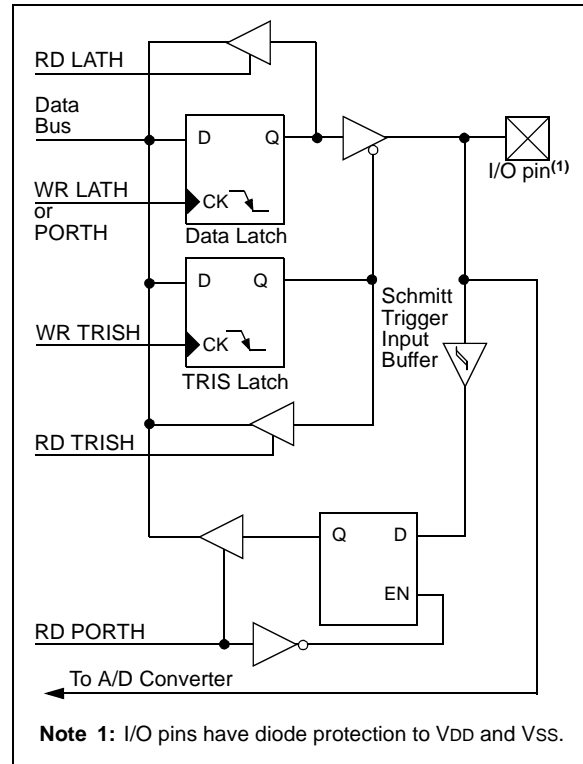 RD LATH
Data
Bus
D Q
I/O pin(1)
WR LATH
or
PORTH
CK
Data Latch
D Q
WR TRISH
CK
TRIS Latch
Schmitt
Trigger
Input
Buffer
RD TRISH
Q D
EN
RD PORTH
To A/D Converter
Note 1: I/O pins have diode protection to VDD and VSS.